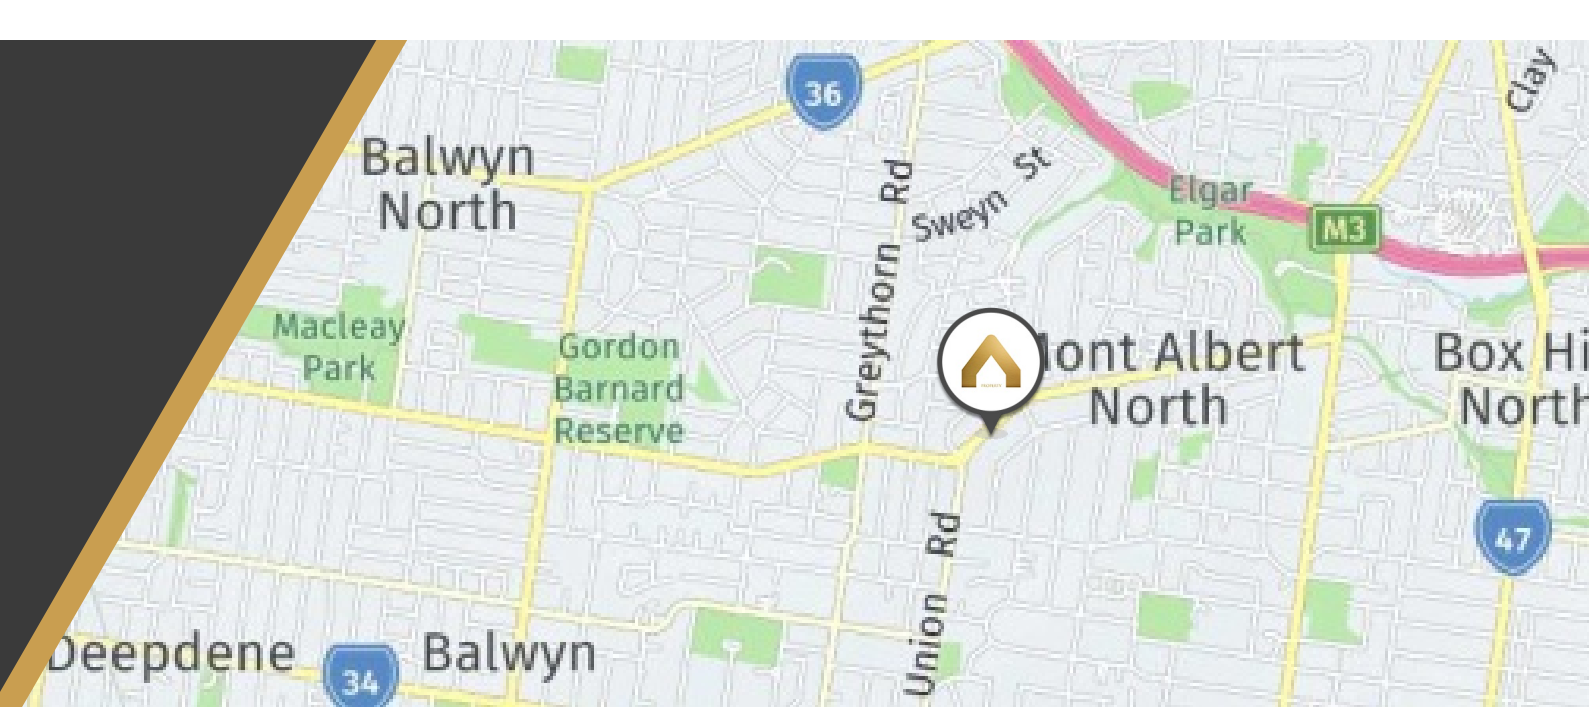 36
Clay
Balwyn
North
Greythorn Rd
Sweyn St
Elgar
Park
M3
Macleay
Park
Gordon
Barnard
Reserve
Mont Albert
North
Box Hi
North
47
Union Rd
Deepdene
34
Balwyn